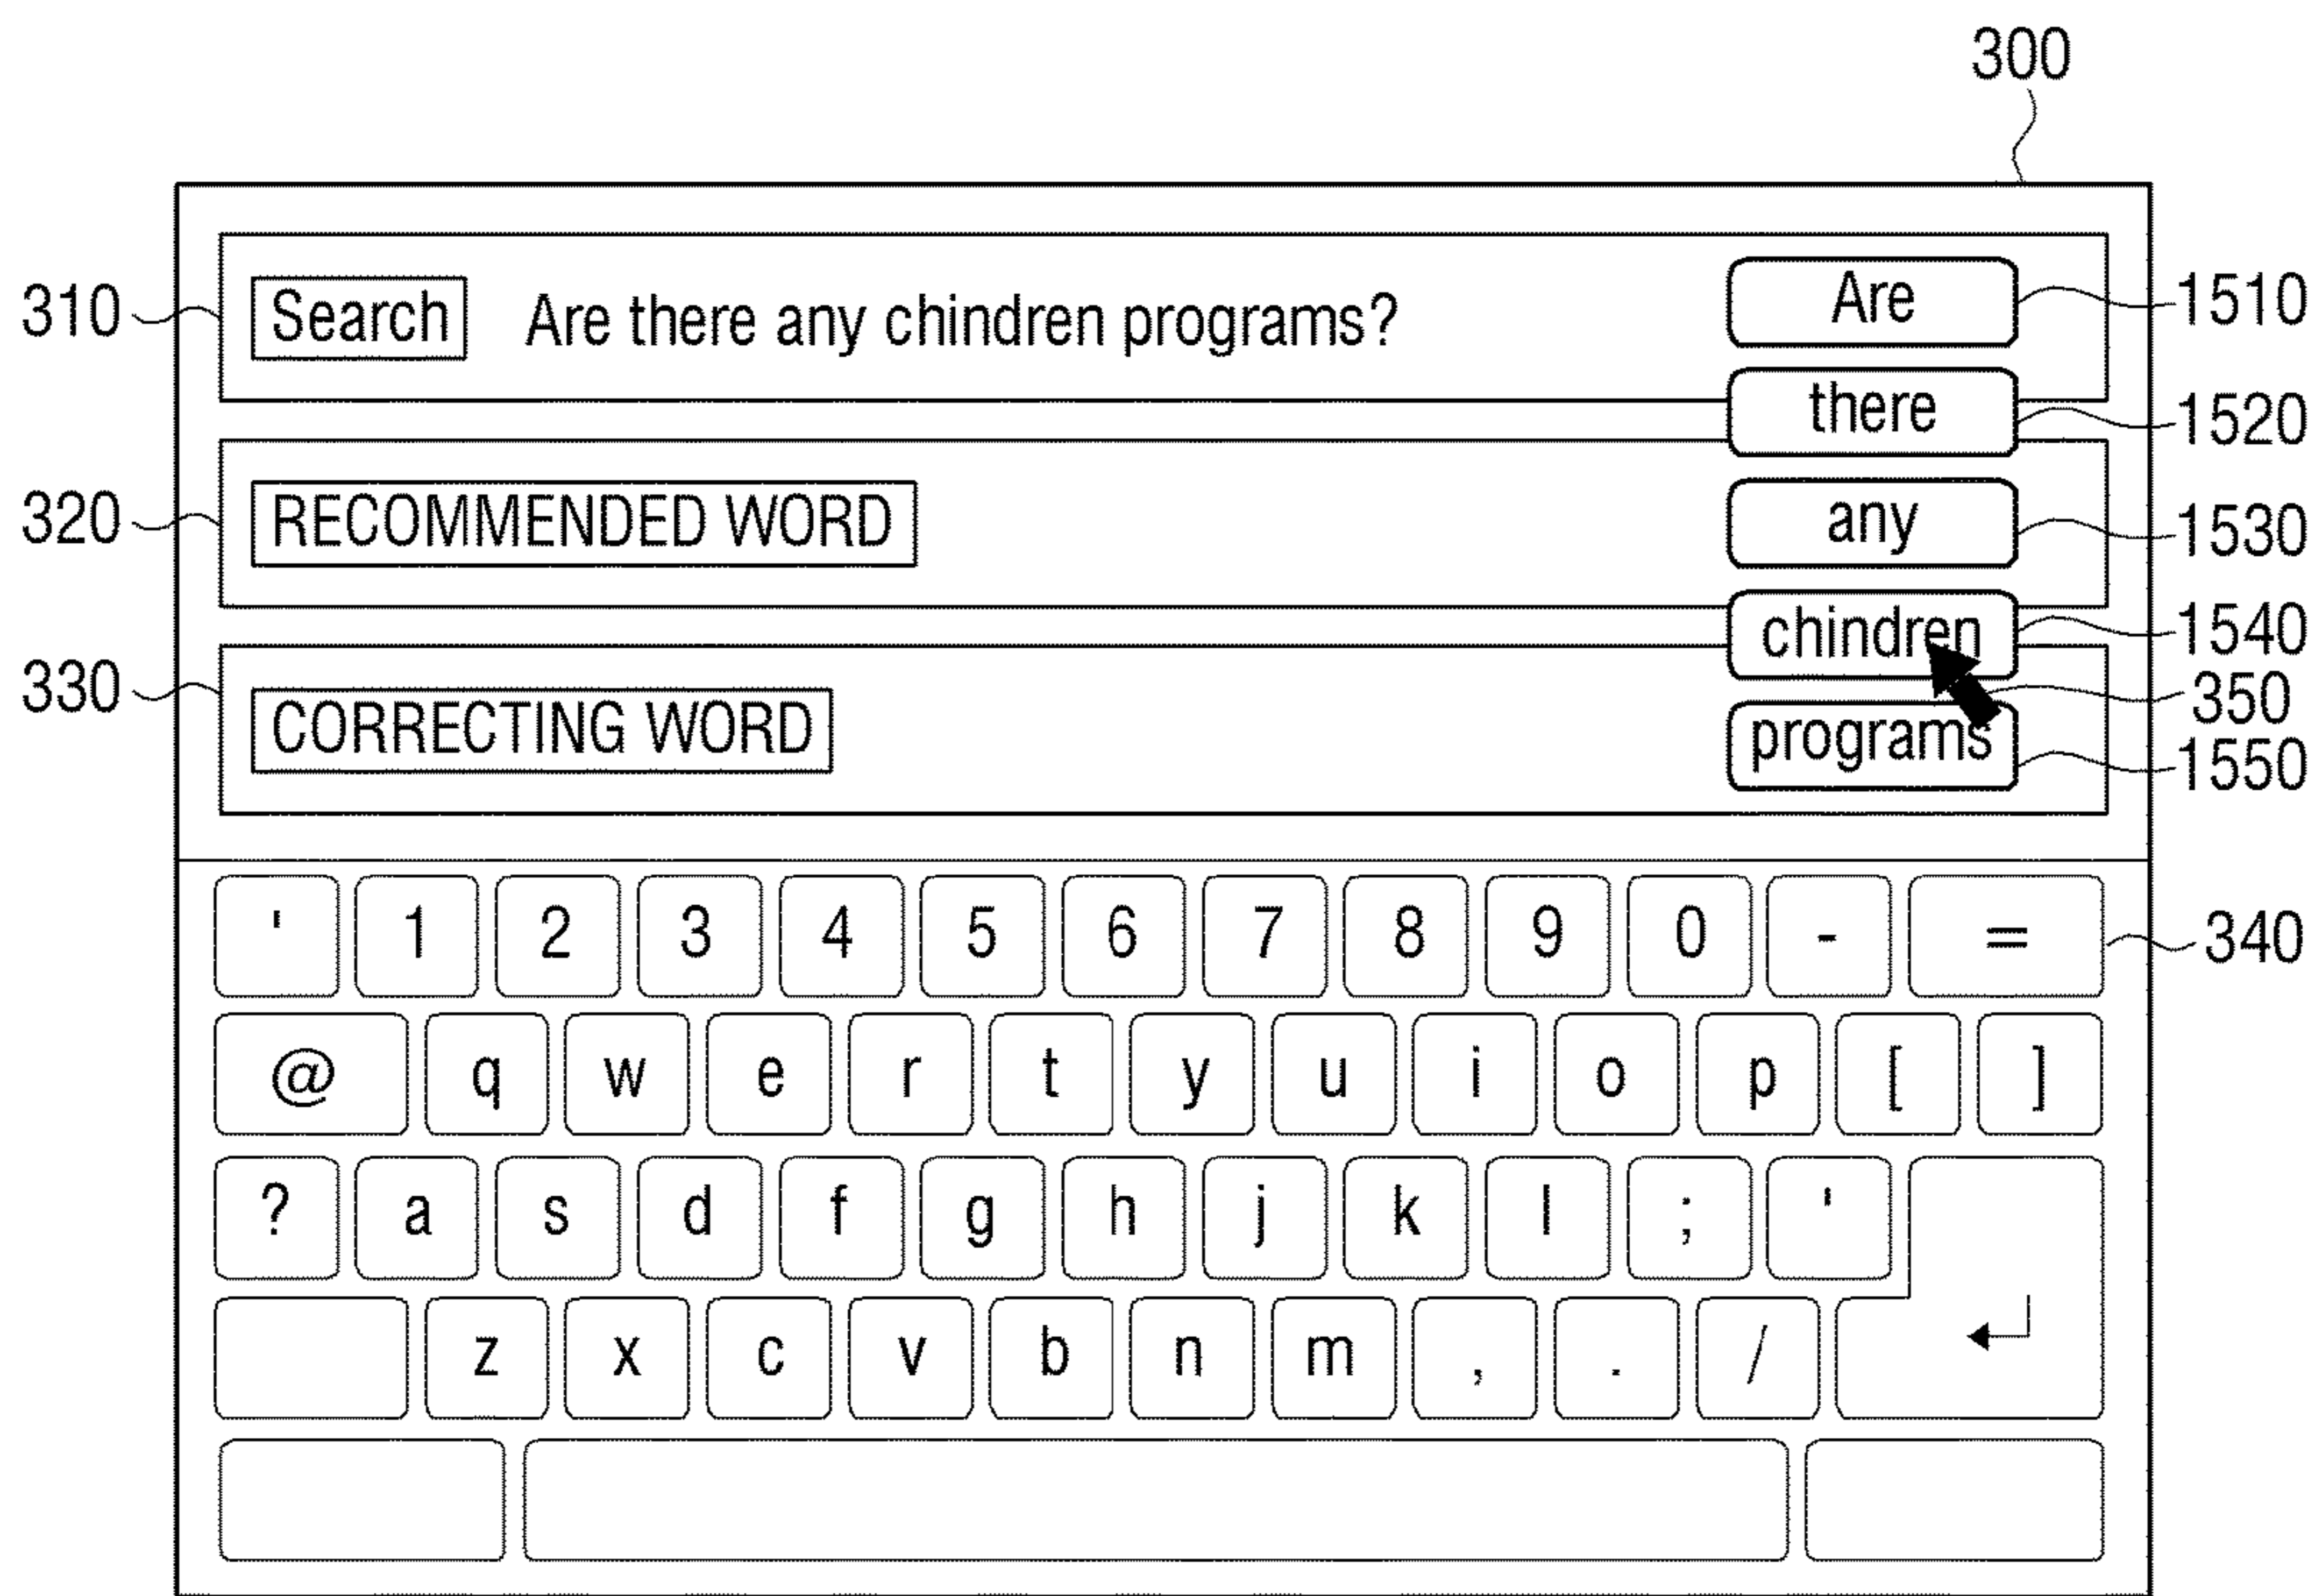 300
310 Search Are there any chindren programs? Are 1510
there 1520
320 RECOMMENDED WORD any 1530
chindren 1540
330 350
CORRECTING WORD programs 1550
' 1 2 3 4 5 6 7 8 9 0 - = 340
@ q w e r t y u i o p [ ]
? a s d f g h j k l ; '
z x c v b n m , . /